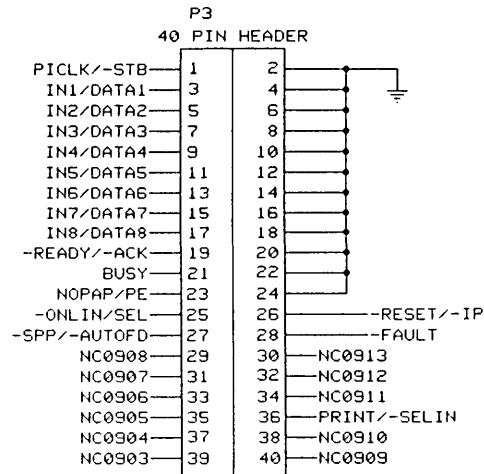 P3
40 PIN HEADER
PICLK/-STB 1 2
IN1/DATA1 3 4
IN2/DATA2 5 6
IN3/DATA3 7 8
IN4/DATA4 9 10
IN5/DATA5 11 12
IN6/DATA6 13 14
IN7/DATA7 15 16
IN8/DATA8 17 18
-READY/-ACK 19 20
BUSY 21 22
NOPAP/PE 23 24
-ONLIN/SEL 25 26 -RESET/-IP
-SPP/-AUTOFD 27 28 -FAULT
NC0908 29 30 NC0913
NC0907 31 32 NC0912
NC0906 33 34 NC0911
NC0905 35 36 PRINT/-SELIN
NC0904 37 38 NC0910
NC0903 39 40 NC0909